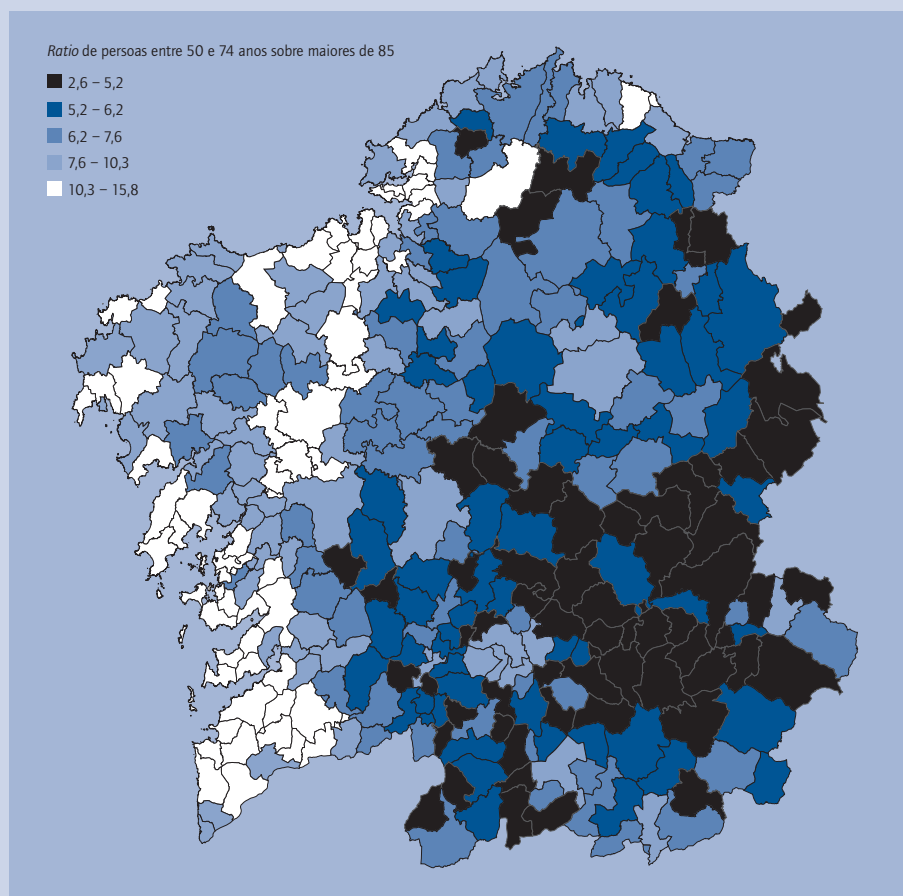 Ratio de persoas entre 50 e 74 anos sobre maiores de 85
2,6 – 5,2
5,2 – 6,2
6,2 – 7,6
7,6 – 10,3
10,3 – 15,8